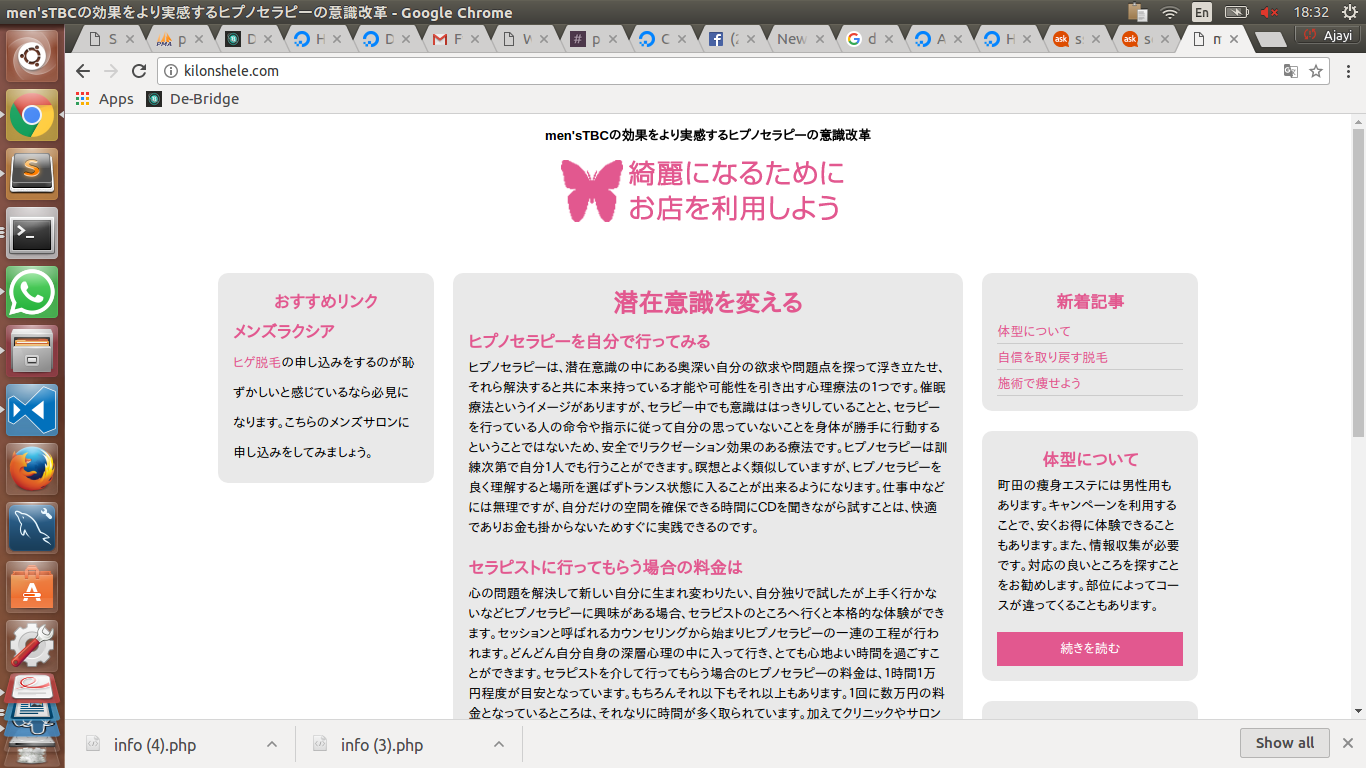 men'sTBCの効果をより実感するヒプノセラピーの意識改革 - Google Chrome
En
18:32
S
p
D
H
D
F
W
p
C
(2
New
d
A
H
s
s
Ajayi
kilonshele.com
Apps
De-Bridge
men'sTBCの効果をより実感するヒプノセラピーの意識改革
綺麗になるために
お店を利用しよう
おすすめリンク
メンズラクシア
ヒゲ脱毛の申し込みをするのが恥
ずかしいと感じているなら必見に
なります。こちらのメンズサロンに
申し込みをしてみましょう。
潜在意識を変える
ヒプノセラピーを自分で行ってみる
ヒプノセラピーは、潜在意識の中にある奥深い自分の欲求や問題点を探って浮き立たせ、
それら解決すると共に本来持っている才能や可能性を引き出す心理療法の1つです。催眠
療法というイメージがありますが、セラピー中でも意識ははっきりしていることと、セラピー
を行っている人の命令や指示に従って自分の思っていないことを身体が勝手に行動する
ということではないため、安全でリラクゼーション効果のある療法です。ヒプノセラピーは訓
練次第で自分1人でも行うことができます。瞑想とよく類似していますが、ヒプノセラピーを
良く理解すると場所を選ばずトランス状態に入ることが出来るようになります。仕事中など
には無理ですが、自分だけの空間を確保できる時間にCDを聞きながら試すことは、快適
でありお金も掛からないためすぐに実践できるのです。
セラピストに行ってもらう場合の料金は
心の問題を解決して新しい自分に生まれ変わりたい、自分独りで試したが上手く行かな
いなどヒプノセラピーに興味がある場合、セラピストのところへ行くと本格的な体験ができ
ます。セッションと呼ばれるカウンセリングから始まりヒプノセラピーの一連の工程が行わ
れます。どんどん自分自身の深層心理の中に入って行き、とても心地よい時間を過ごすこ
とができます。セラピストを介して行ってもらう場合のヒプノセラピーの料金は、1時間1万
円程度が目安となっています。もちろんそれ以下もそれ以上もあります。1回に数万円の料
金となっているところは、それなりに時間が多く取られています。加えてクリニックやサロン
新着記事
体型について
自信を取り戻す脱毛
施術で痩せよう
体型について
町田の痩身エステには男性用も
あります。キャンペーンを利用する
ことで、安くお得に体験できること
もあります。また、情報収集が必要
です。対応の良いところを探すこと
をお勧めします。部位によってコー
スが違ってくることもあります。
続きを読む
info (4).php
info (3).php
Show all